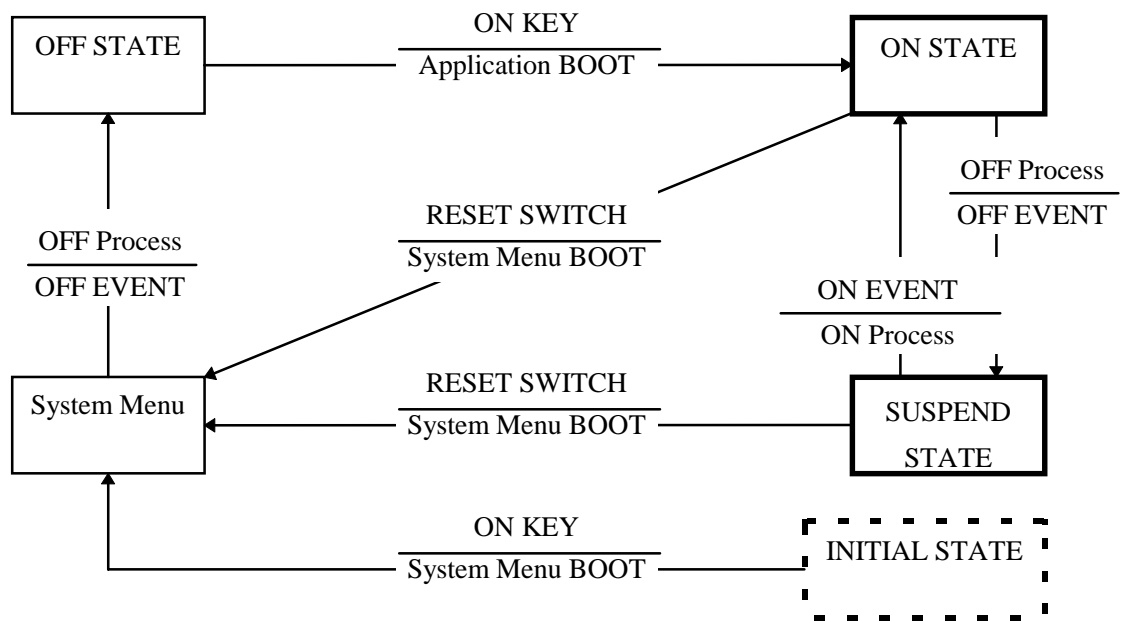 ON KEY
OFF STATE
ON STATE
Application BOOT
OFF Process
OFF EVENT
RESET SWITCH
System Menu BOOT
OFF Process
OFF EVENT
ON EVENT
ON Process
RESET SWITCH
System Menu
System Menu BOOT
SUSPEND
STATE
ON KEY
System Menu BOOT
INITIAL STATE